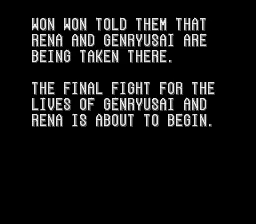 WON WON TOLD THEM THAT
RENA AND GENRYUSAI ARE
BEING TAKEN THERE.
THE FINAL FIGHT FOR THE
LIVES OF GENRYUSAI AND
RENA IS ABOUT TO BEGIN.